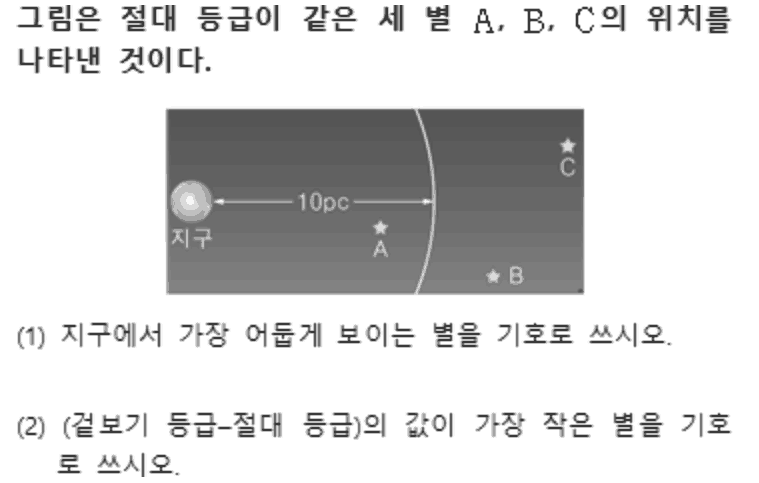 그림은 절대 등급이 같은 세 별 A, B, C의 위치를
나타낸 것이다.
C
10pc
지구
A
B
(1) 지구에서 가장 어둡게 보이는 별을 기호로 쓰시오.
(2) (겉보기 등급–절대 등급)의 값이 가장 작은 별을 기호
로 쓰시오.